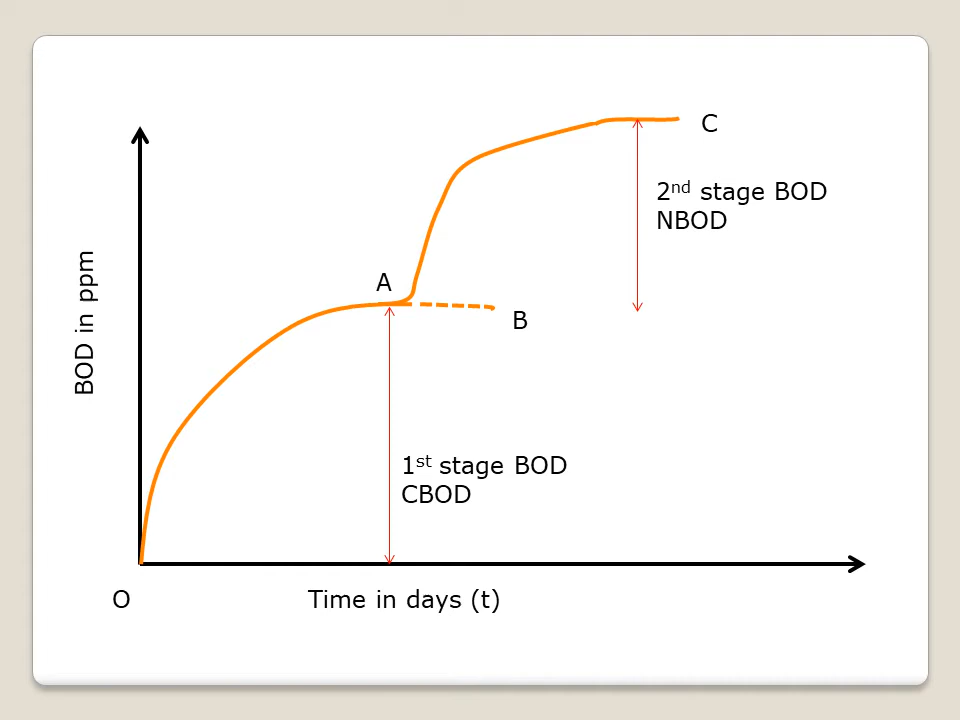 C
2nd stage BOD
NBOD
A
B
BOD in ppm
1st stage BOD
CBOD
O
Time in days (t)